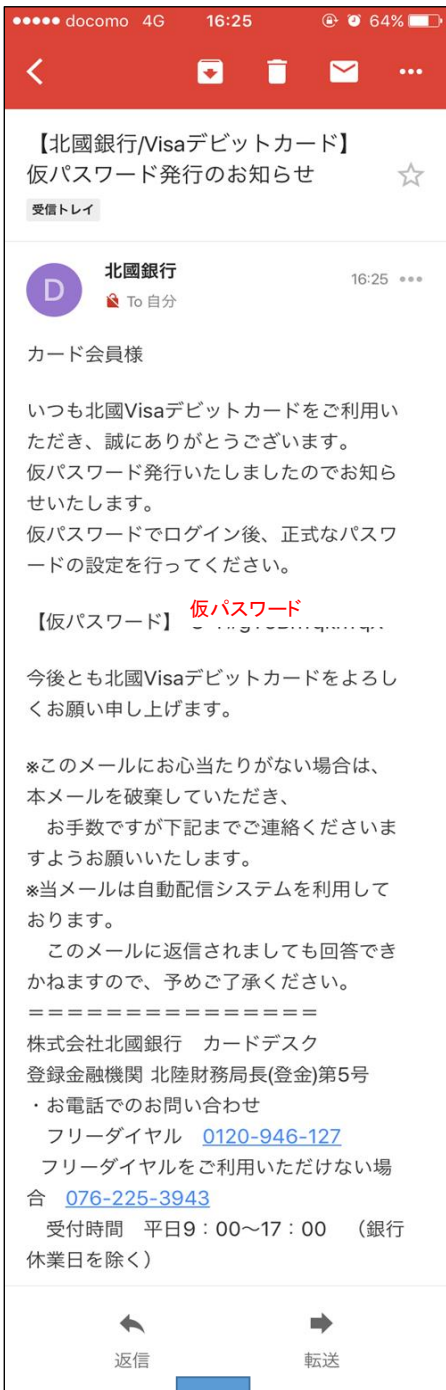 docomo 4G 16:25 64%
【北國銀行/Visaデビットカード】
仮パスワード発行のお知らせ
受信トレイ
D
北國銀行
16:25
To 自分
カード会員様
いつも北國Visaデビットカードをご利用い
ただき、誠にありがとうございます。
仮パスワード発行いたしましたのでお知ら
せいたします。
仮パスワードでログイン後、正式なパスワ
ードの設定を行ってください。
【仮パスワード】 仮パスワード
今後とも北國Visaデビットカードをよろし
くお願い申し上げます。
※このメールにお心当たりがない場合は、
本メールを破棄していただき、
　お手数ですが下記までご連絡くださいま
すようお願いいたします。
※当メールは自動配信システムを利用して
おります。
　このメールに返信されましても回答でき
かねますので、予めご了承ください。
＝＝＝＝＝＝＝＝＝＝＝＝＝＝＝
株式会社北國銀行　カードデスク
登録金融機関 北陸財務局長(登金)第5号
・お電話でのお問い合わせ
　フリーダイヤル　0120-946-127
　フリーダイヤルをご利用いただけない場
合　076-225-3943
　受付時間　平日9：00～17：00　（銀行
休業日を除く）
返信
転送